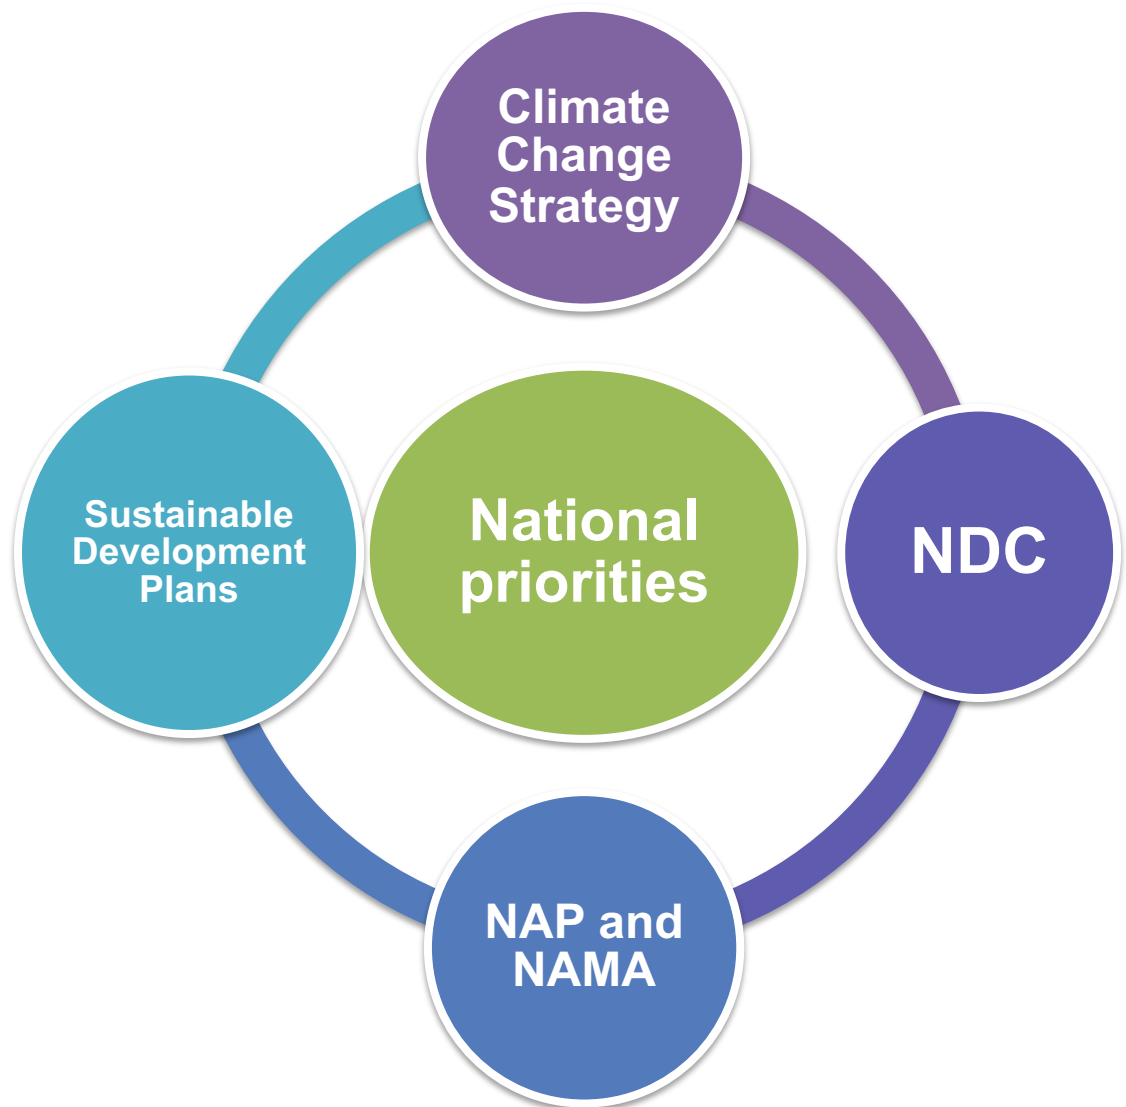 Climate
Change
Strategy
National
priorities
NDC
Sustainable
Development
Plans
NAP and
NAMA